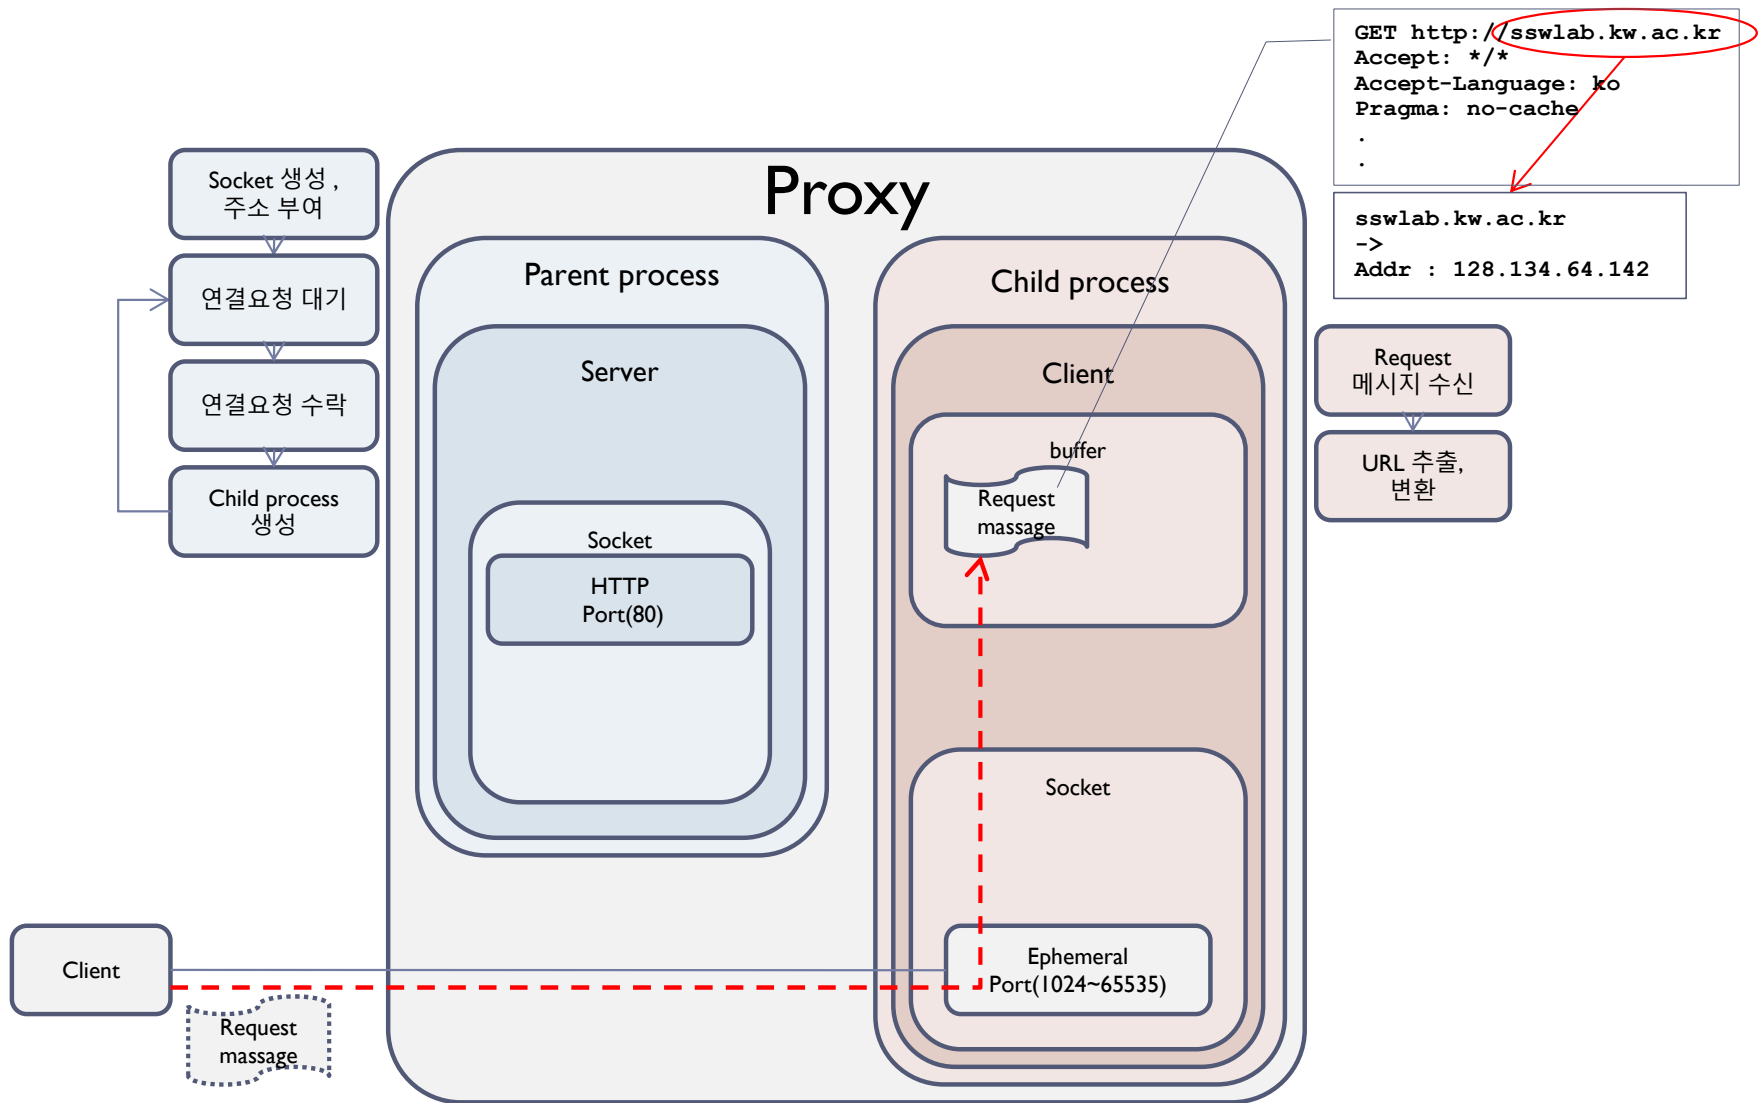 GET http://sswlab.kw.ac.kr
Accept: */*
Accept-Language: ko
Pragma: no-cache
.
.
sswlab.kw.ac.kr
->
Addr : 128.134.64.142
Proxy
Socket 생성 ,
주소 부여
연결요청 대기
연결요청 수락
Child process
생성
Parent process
Server
Socket
HTTP
Port(80)
Child process
Client
buffer
Request
massage
Socket
Ephemeral
Port(1024~65535)
Request
메시지 수신
URL 추출,
변환
Client
Request
massage